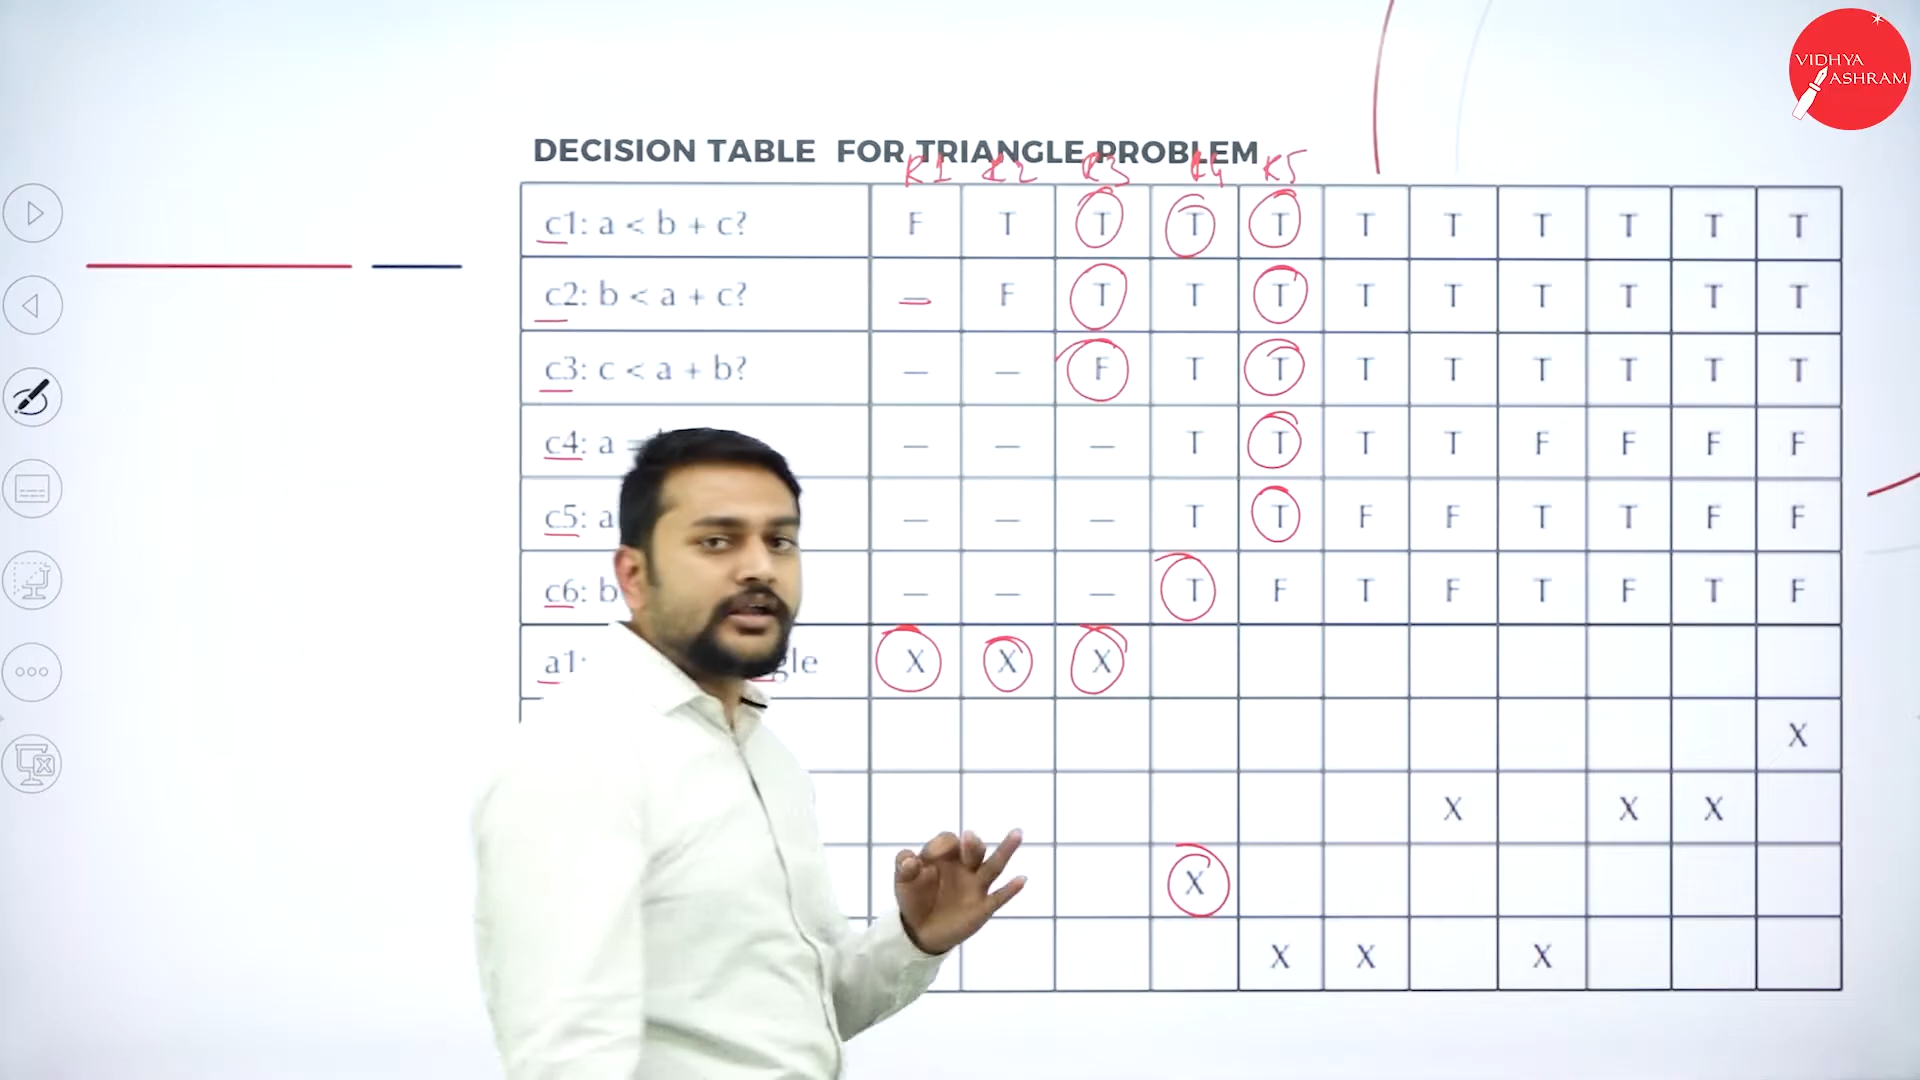 VIDHYA
ASHRAM
DECISION TABLE FOR TRIANGLE PROBLEM
R1 R2 R3 R4 R5
c1: a < b + c? F T T T T T T T T T T
c2: b < a + c? — F T T T T T T T T T
c3: c < a + b? — — F T T T T T T T T
c4: a — — — T T T T F F F F
c5: a — — — T T F F T T F F
c6: b — — — T F T F T F T F
a1: X X X
X
X X X
X
X X X